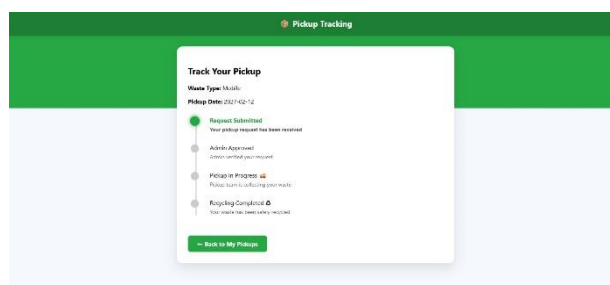 📦 Pickup Tracking
Track Your Pickup
Waste Type: Mobile
Pickup Date: 2027-02-12
Request Submitted
Your pickup request has been received
Admin Approved
Admin verified your request
Pickup In Progress 🚚
Pickup team is collecting your waste
Recycling Completed ♻
Your waste has been safely recycled
← Back to My Pickups